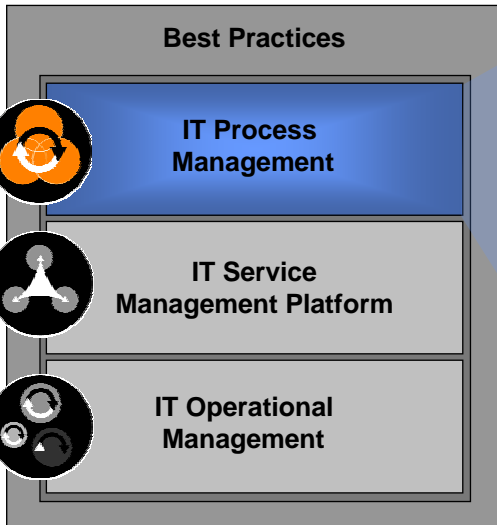 Best Practices
IT Process
Management
IT Service
Management Platform
IT Operational
Management